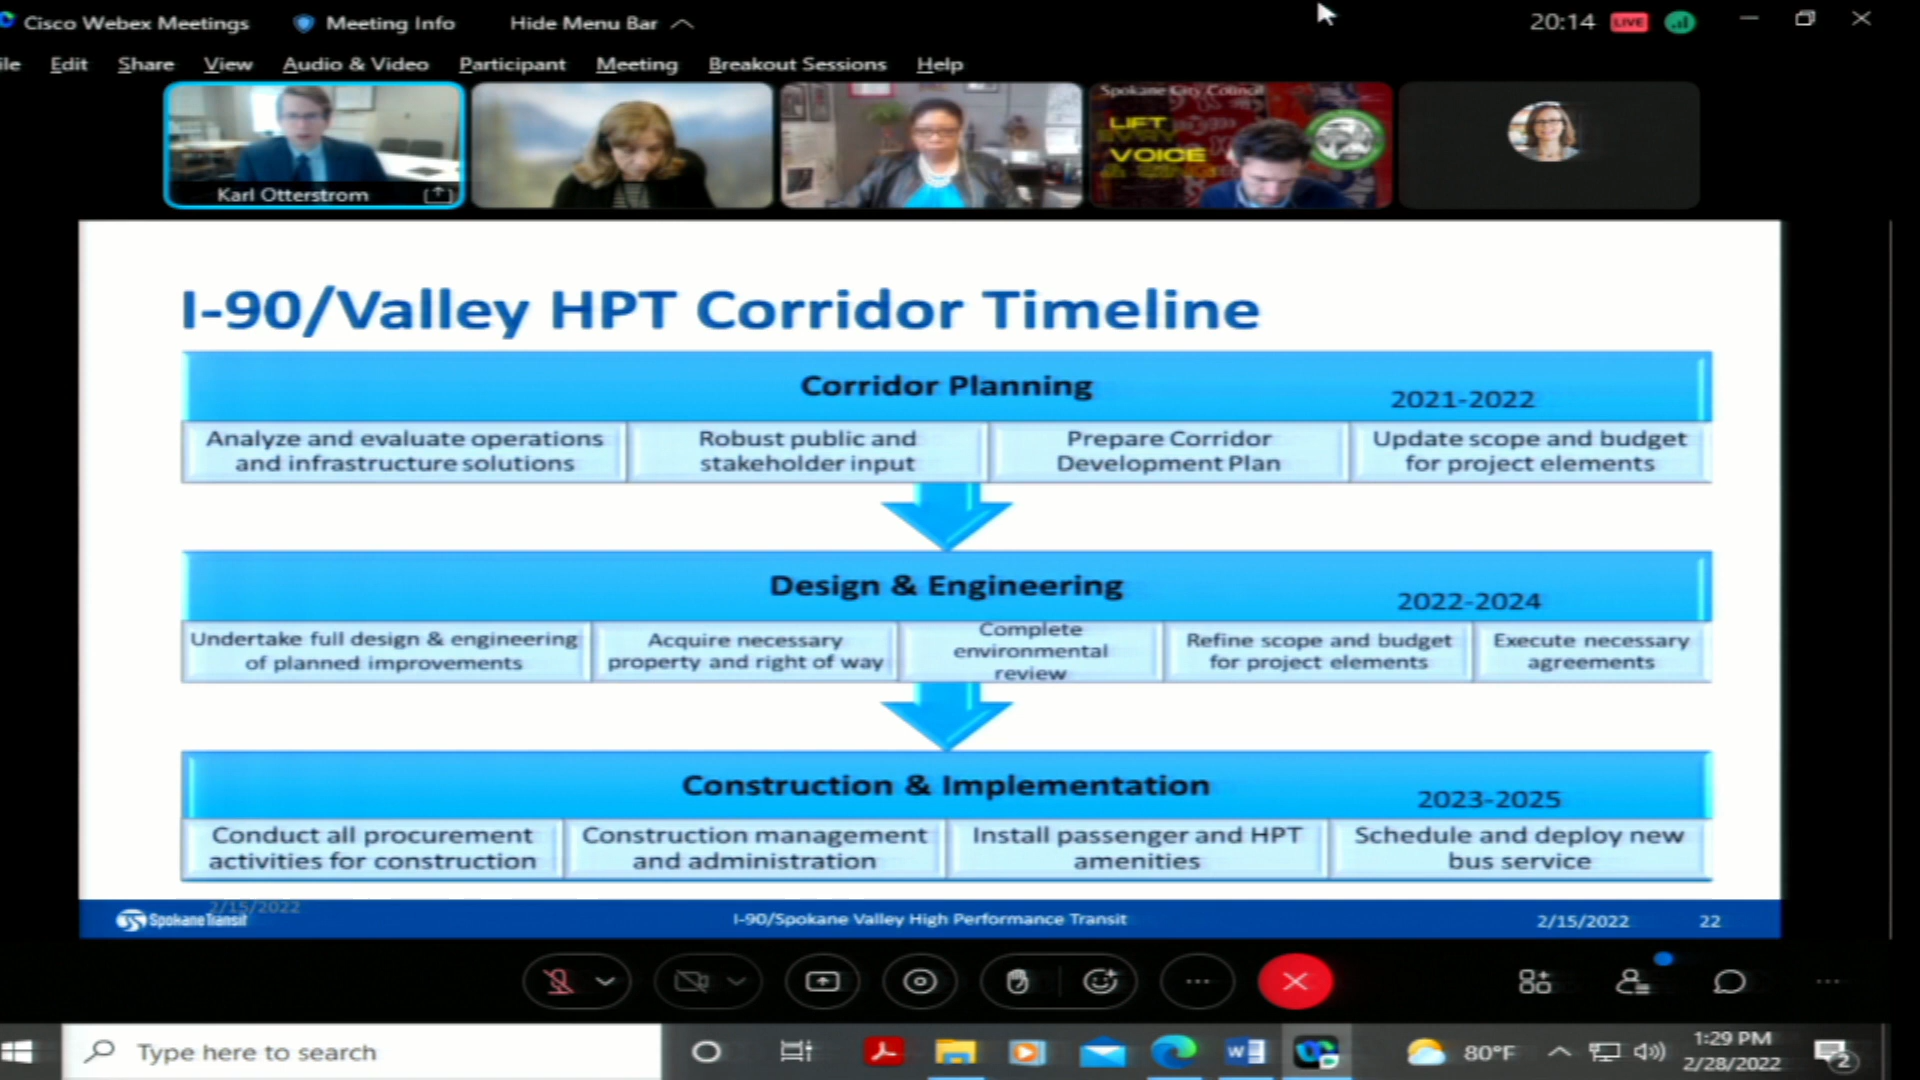 Cisco Webex Meetings
Meeting Info
Hide Menu Bar
20:14
LIVE
ile Edit Share View Audio & Video Participant Meeting Breakout Sessions Help
Karl Otterstrom
Spokane City Council
LIFT
EVRY
VOICE
& SING
I-90/Valley HPT Corridor Timeline
Corridor Planning
2021-2022
Analyze and evaluate operations
and infrastructure solutions
Robust public and
stakeholder input
Prepare Corridor
Development Plan
Update scope and budget
for project elements
Design & Engineering
2022-2024
Undertake full design & engineering
of planned improvements
Acquire necessary
property and right of way
Complete
environmental
review
Refine scope and budget
for project elements
Execute necessary
agreements
Construction & Implementation
2023-2025
Conduct all procurement
activities for construction
Construction management
and administration
Install passenger and HPT
amenities
Schedule and deploy new
bus service
2/15/2022
Spokane Transit
I-90/Spokane Valley High Performance Transit
2/15/2022
22
Type here to search
80°F
1:29 PM
2/28/2022
2